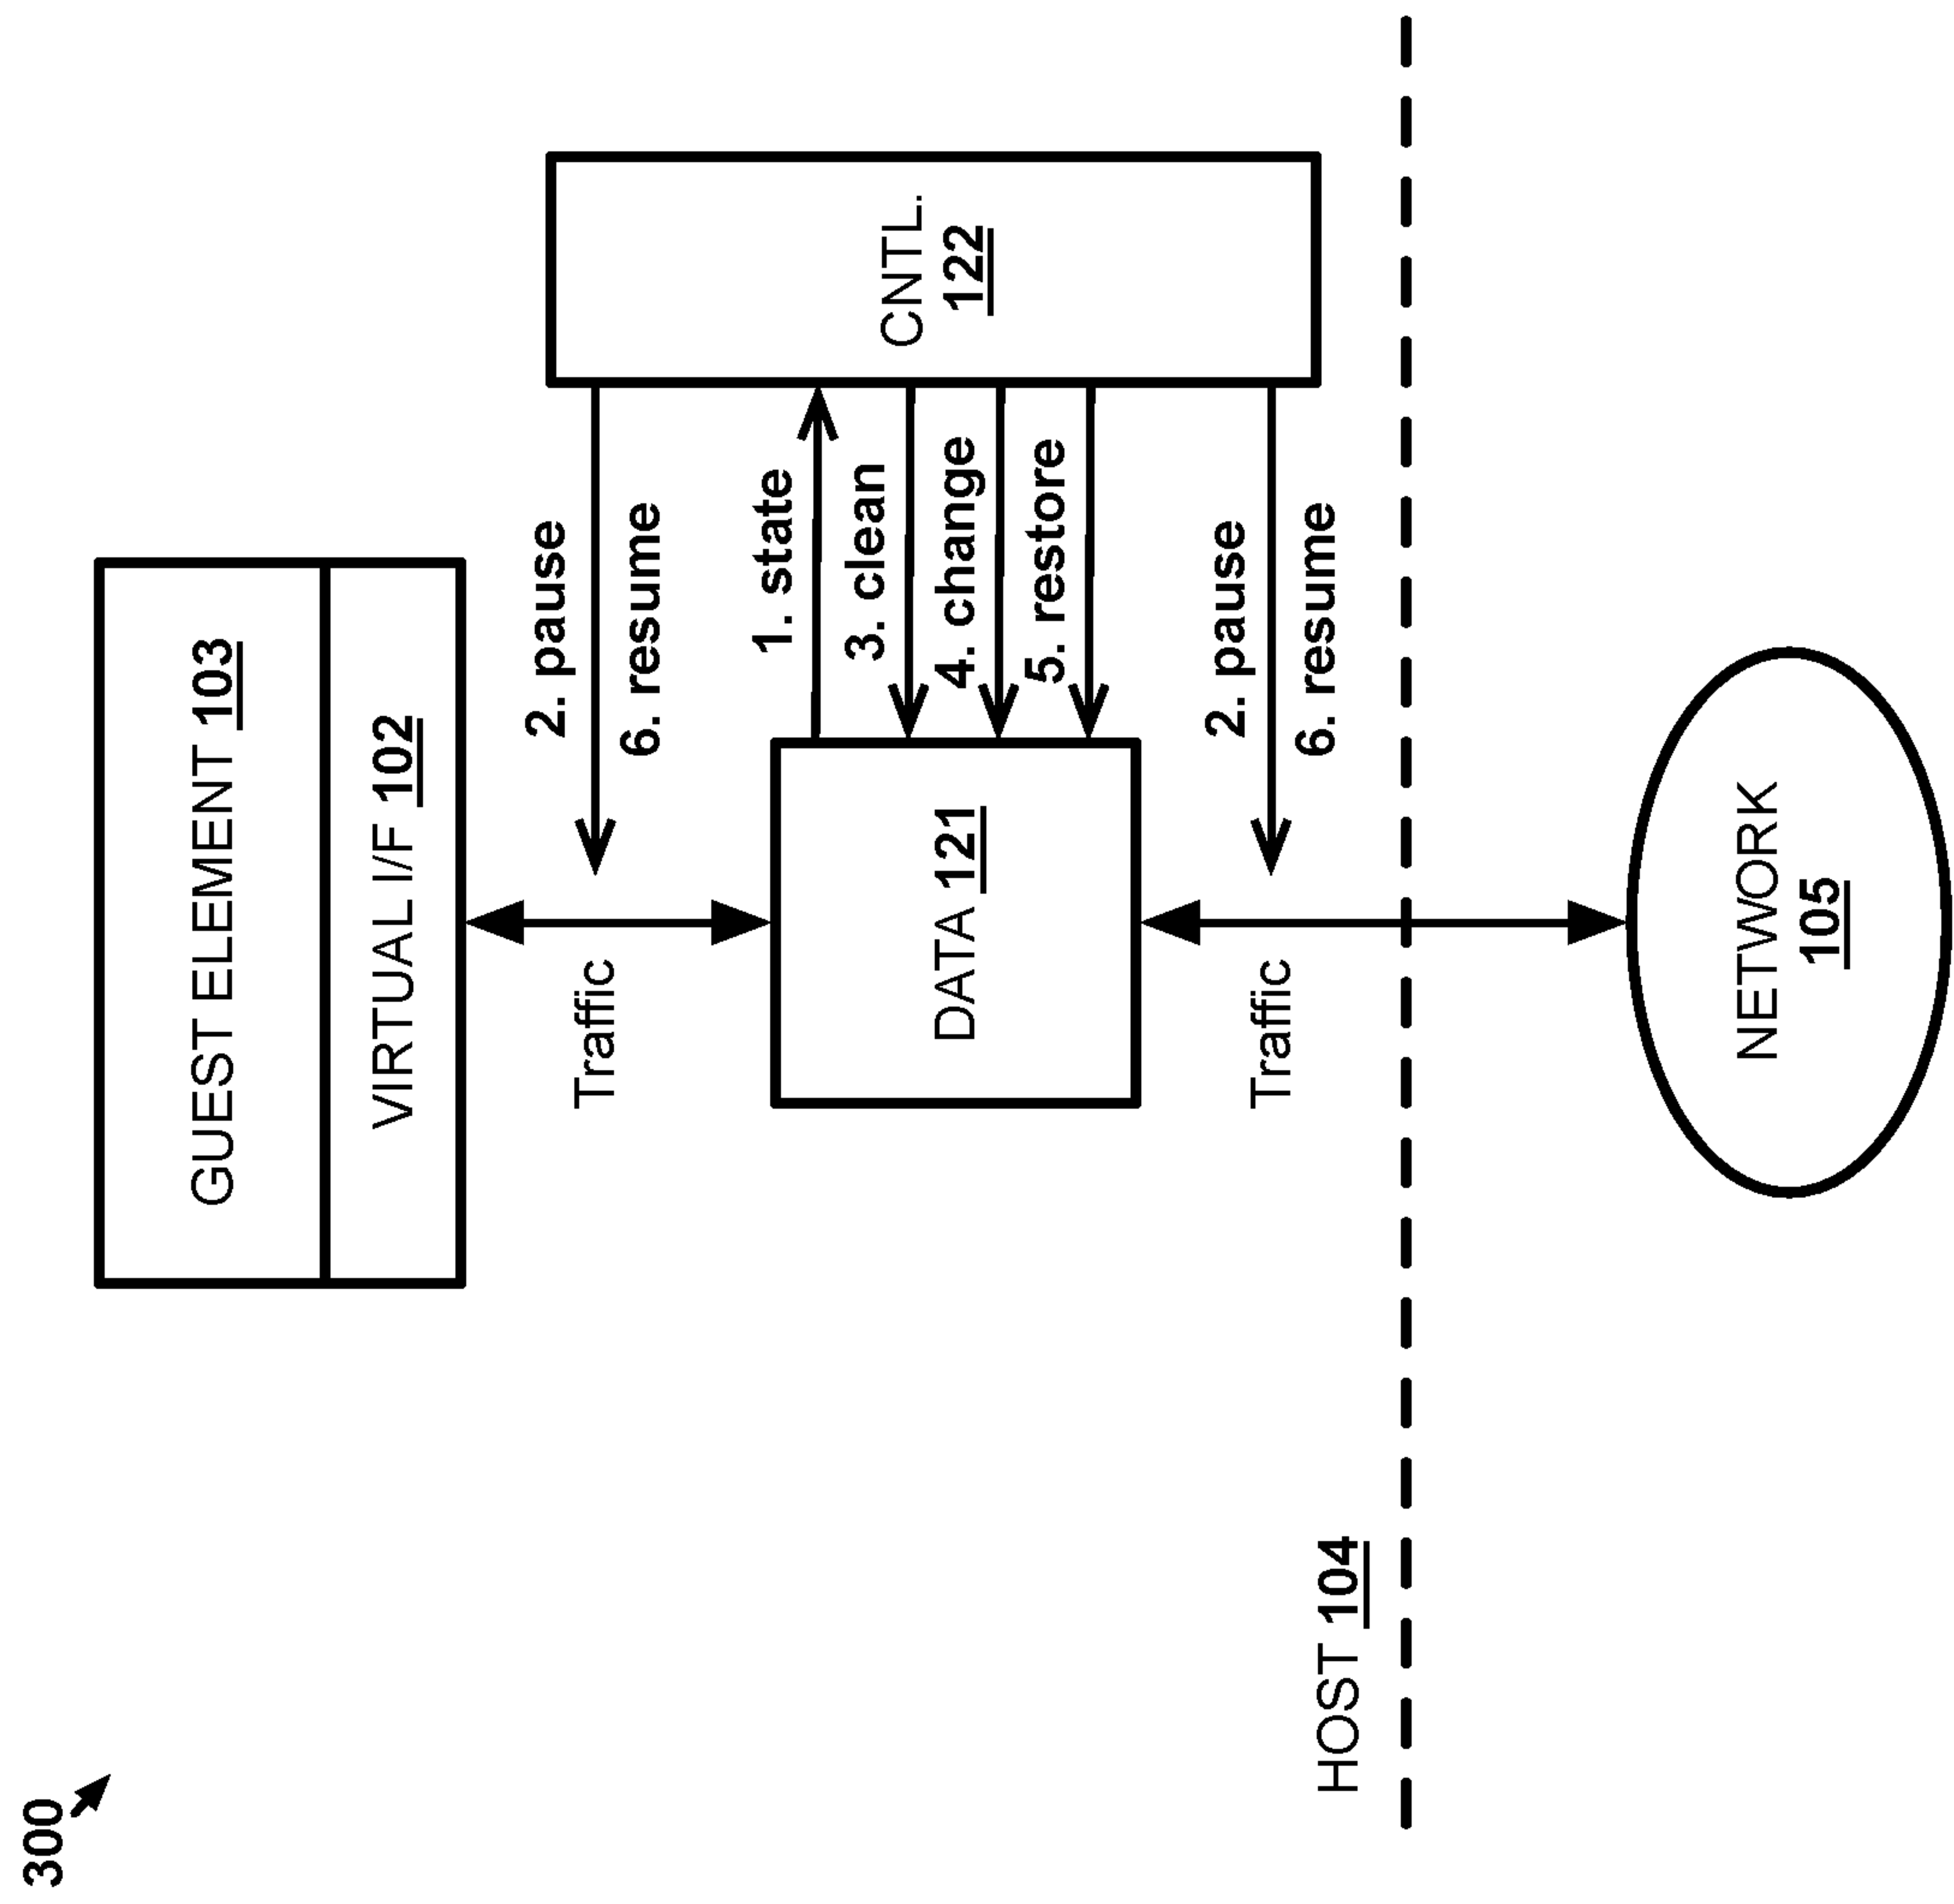 300
GUEST ELEMENT 103
VIRTUAL I/F 102
2. pause
Traffic
6. resume
1. state
3. clean
CNTL.
122
DATA 121
4. change
5. restore
2. pause
Traffic
6. resume
HOST 104
NETWORK
105